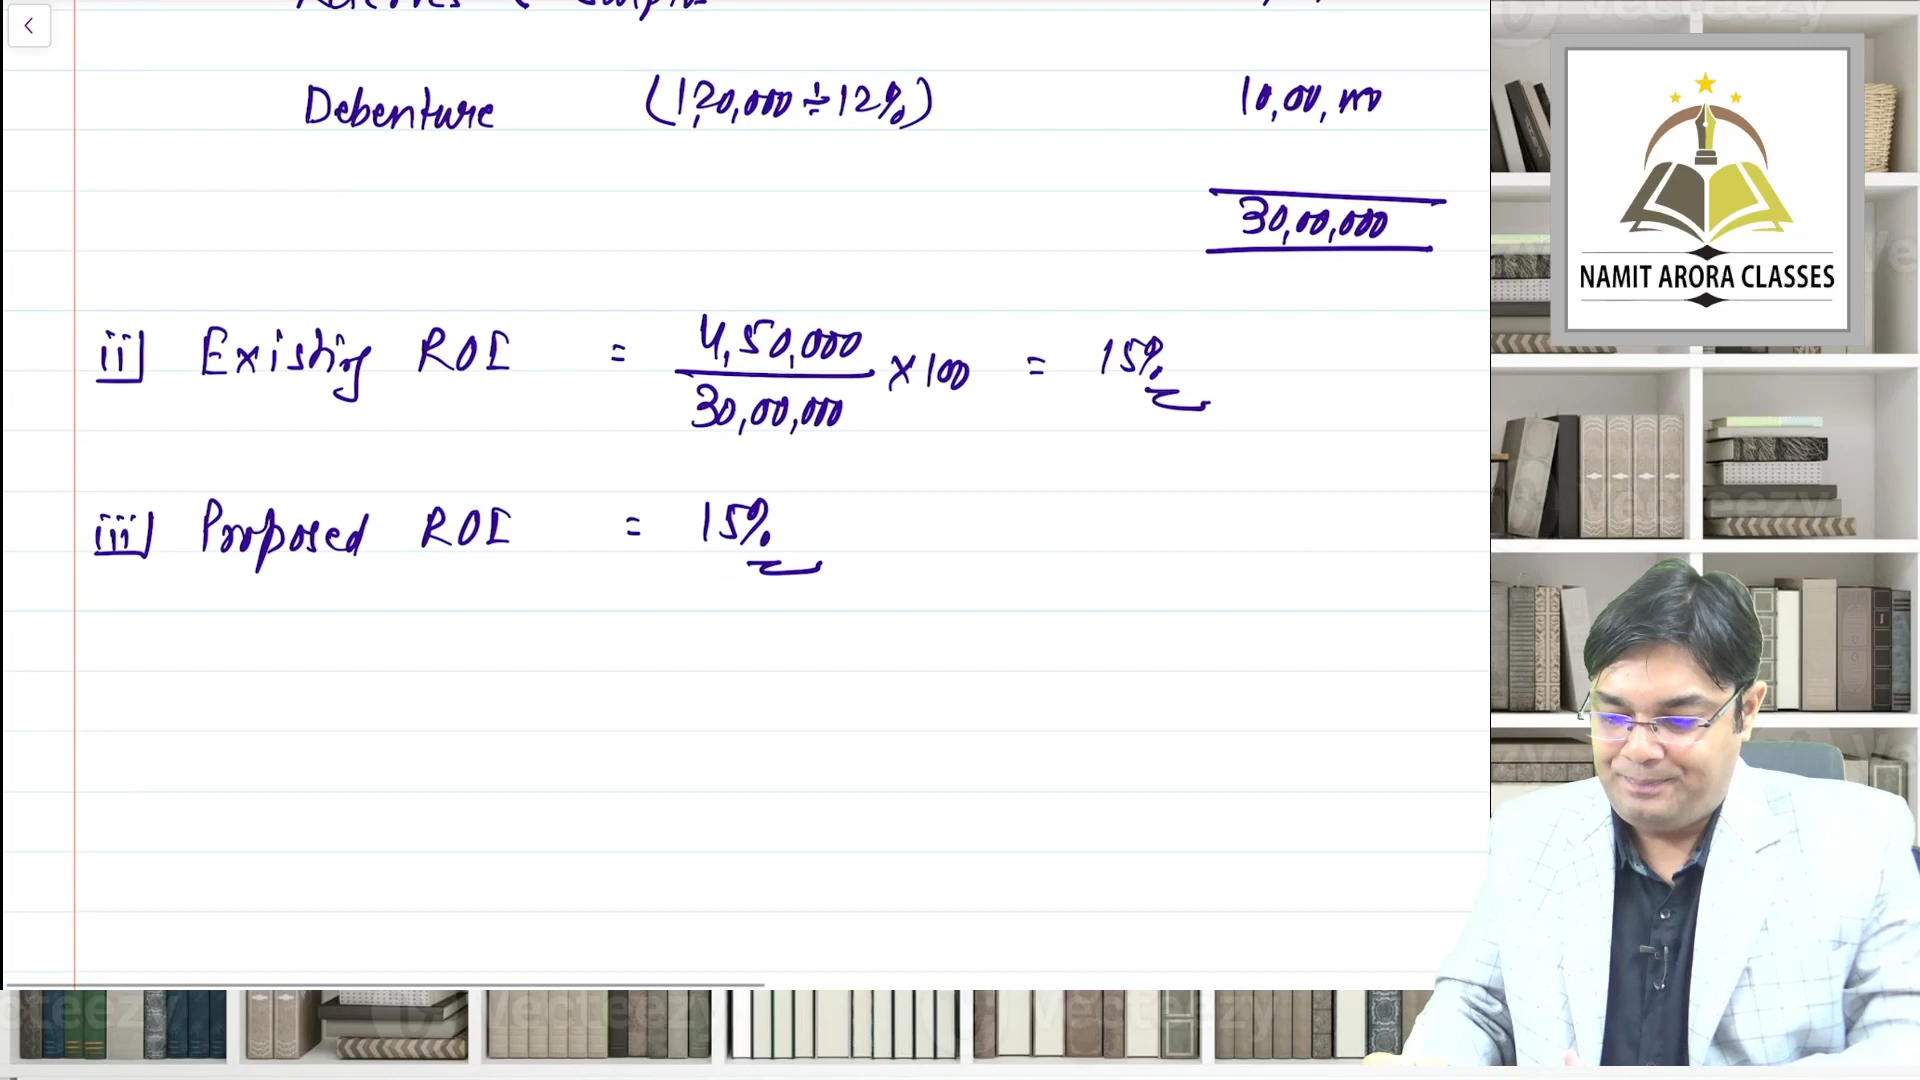 Debenture (1,20,000 ÷ 12%) 10,00,000
30,00,000
ii] Existing ROI = 4,50,000 / 30,00,000 × 100 = 15%
iii] Proposed ROI = 15%
NAMIT ARORA CLASSES